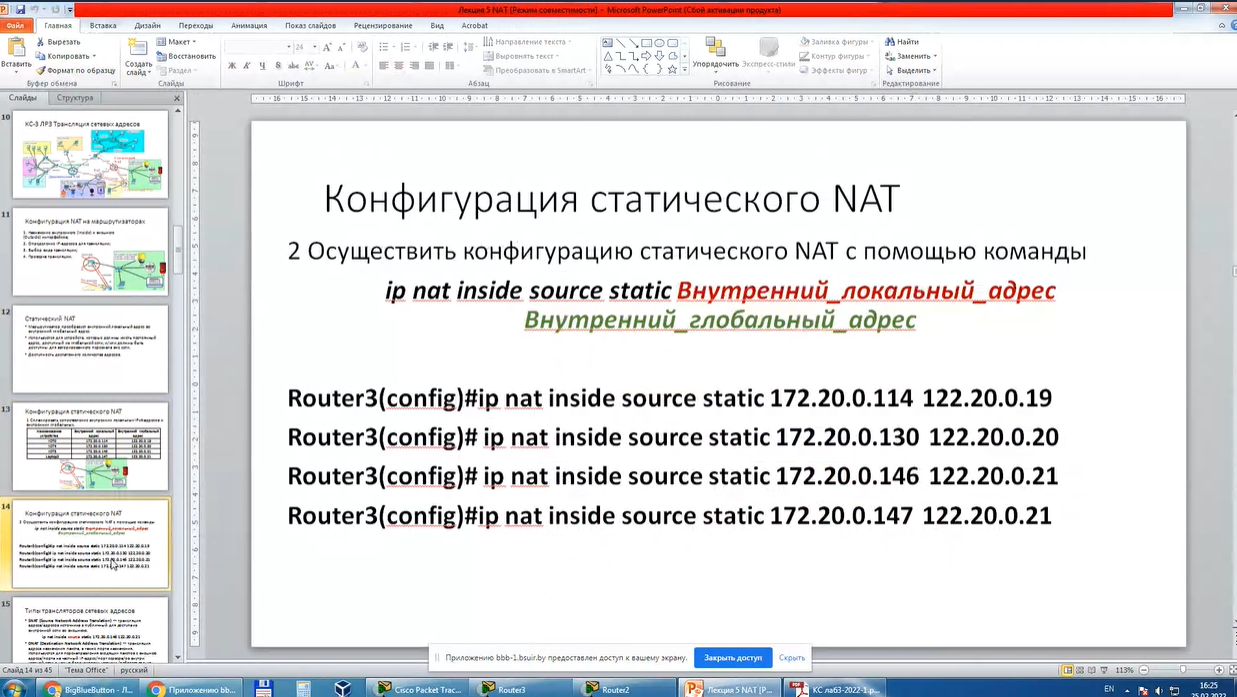 Лекция 5 NAT [Режим совместимости] - Microsoft PowerPoint (Сбой активации продукта)
Файл Главная Вставка Дизайн Переходы Анимация Показ слайдов Рецензирование Вид Acrobat
Вставить
Вырезать
Копировать
Формат по образцу
Буфер обмена
Создать слайд
Макет
Восстановить
Раздел
Слайды
24
Шрифт
Направление текста
Выровнять текст
Преобразовать в SmartArt
Абзац
Упорядочить
Экспресс-стили
Заливка фигуры
Контур фигуры
Эффекты фигур
Рисование
Найти
Заменить
Выделить
Редактирование
Слайды Структура
10
КС-3 ЛР3 Трансляция сетевых адресов
11
Конфигурация NAT на маршрутизаторах
12
Статический NAT
13
Конфигурация статического NAT
14
Конфигурация статического NAT
15
Типы трансляторов сетевых адресов
Конфигурация статического NAT
2 Осуществить конфигурацию статического NAT с помощью команды
ip nat inside source static Внутренний_локальный_адрес
Внутренний_глобальный_адрес
Router3(config)#ip nat inside source static 172.20.0.114 122.20.0.19
Router3(config)# ip nat inside source static 172.20.0.130 122.20.0.20
Router3(config)# ip nat inside source static 172.20.0.146 122.20.0.21
Router3(config)#ip nat inside source static 172.20.0.147 122.20.0.21
Приложению bbb-1.bsuir.by предоставлен доступ к вашему экрану. Закрыть доступ Скрыть
Слайд 14 из 45 "Тема Office" русский 113%
BigBlueButton - Л... Приложению bbb... Cisco Packet Trac... Router3 Router2 Лекция 5 NAT [Р... КС лаб3-2022-1.p...
16:25
25.02.2022